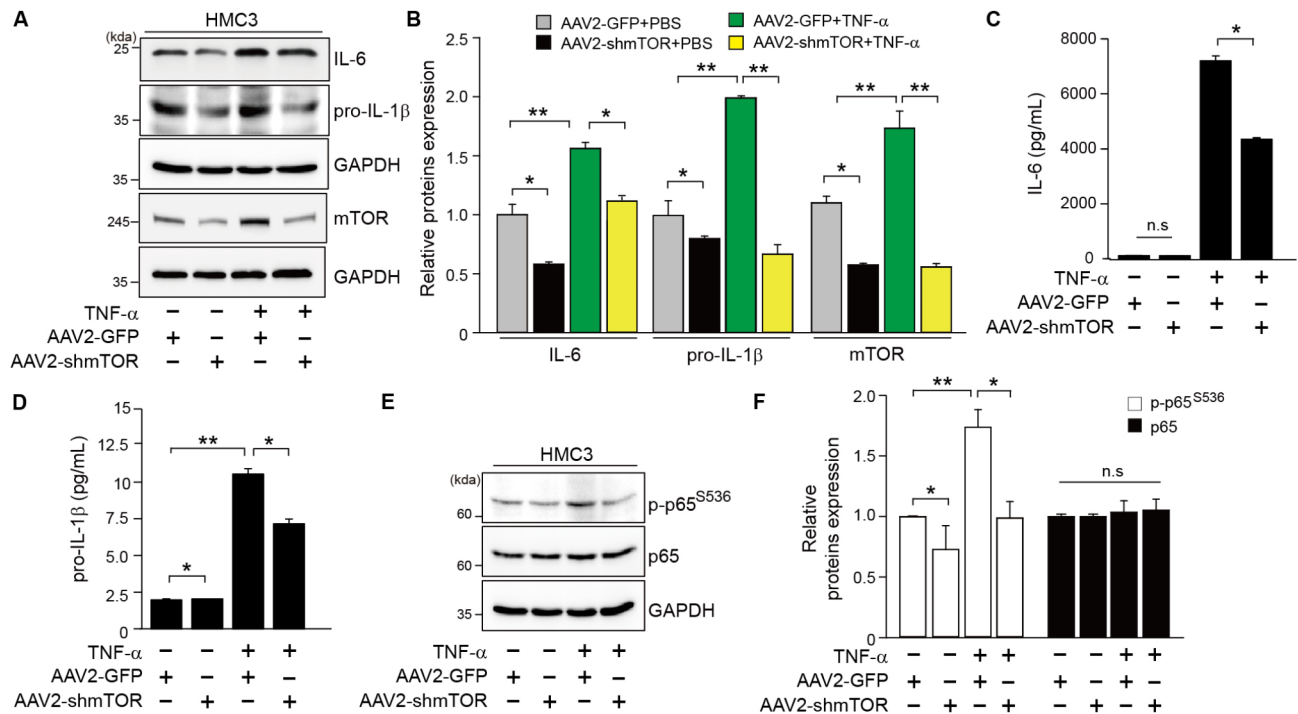 A
HMC3
(kda)
25
IL-6
35
pro-IL-1β
35
GAPDH
245
mTOR
35
GAPDH
TNF-α − − + +
AAV2-GFP + − + −
AAV2-shmTOR − + − +
B
AAV2-GFP+PBS
AAV2-GFP+TNF-α
AAV2-shmTOR+PBS
AAV2-shmTOR+TNF-α
Relative proteins expression
2.5
2.0
1.5
1.0
0.5
0
** * *
** ** *
** ** *
IL-6 pro-IL-1β mTOR
C
IL-6 (pg/mL)
8000
6000
4000
2000
0
n.s
*
TNF-α − − + +
AAV2-GFP + − + −
AAV2-shmTOR − + − +
D
pro-IL-1β (pg/mL)
15
12.5
10
7.5
5.0
2.5
0
** *
*
TNF-α − − + +
AAV2-GFP + − + −
AAV2-shmTOR − + − +
E
HMC3
(kda)
60
p-p65S536
60
p65
35
GAPDH
TNF-α − − + +
AAV2-GFP + − + −
AAV2-shmTOR − + − +
F
p-p65S536
p65
Relative
proteins expression
2.0
1.5
1.0
0.5
0
** *
*
n.s
TNF-α − − + + − − + +
AAV2-GFP + − + − + − + −
AAV2-shmTOR − + − + − + − +